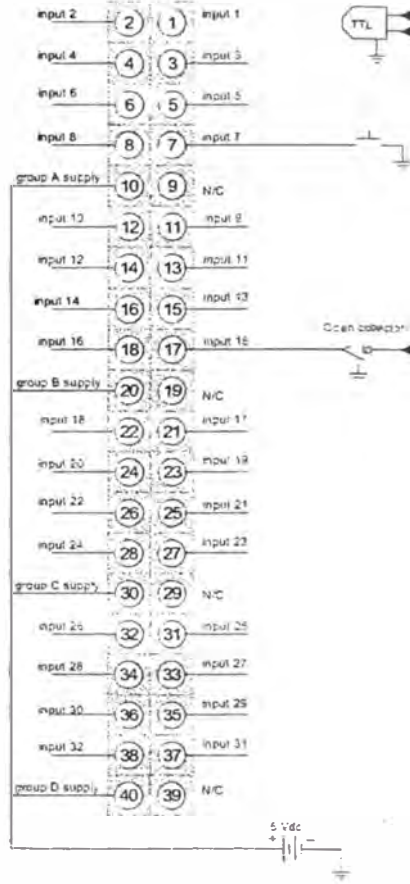 input 2 2 1 input 1
TTL
input 4 4 3 input 3
input 6 6 5 input 5
input 8 8 7 input 7
group A supply 10 9 N/C
input 10 12 11 input 9
input 12 14 13 input 11
input 14 16 15 input 13
Open collector
input 16 18 17 input 15
group B supply 20 19 N/C
input 18 22 21 input 17
input 20 24 23 input 19
input 22 26 25 input 21
input 24 28 27 input 23
group C supply 30 29 N/C
input 26 32 31 input 25
input 28 34 33 input 27
input 30 36 35 input 29
input 32 38 37 input 31
group D supply 40 39 N/C
5 Vdc
+ −